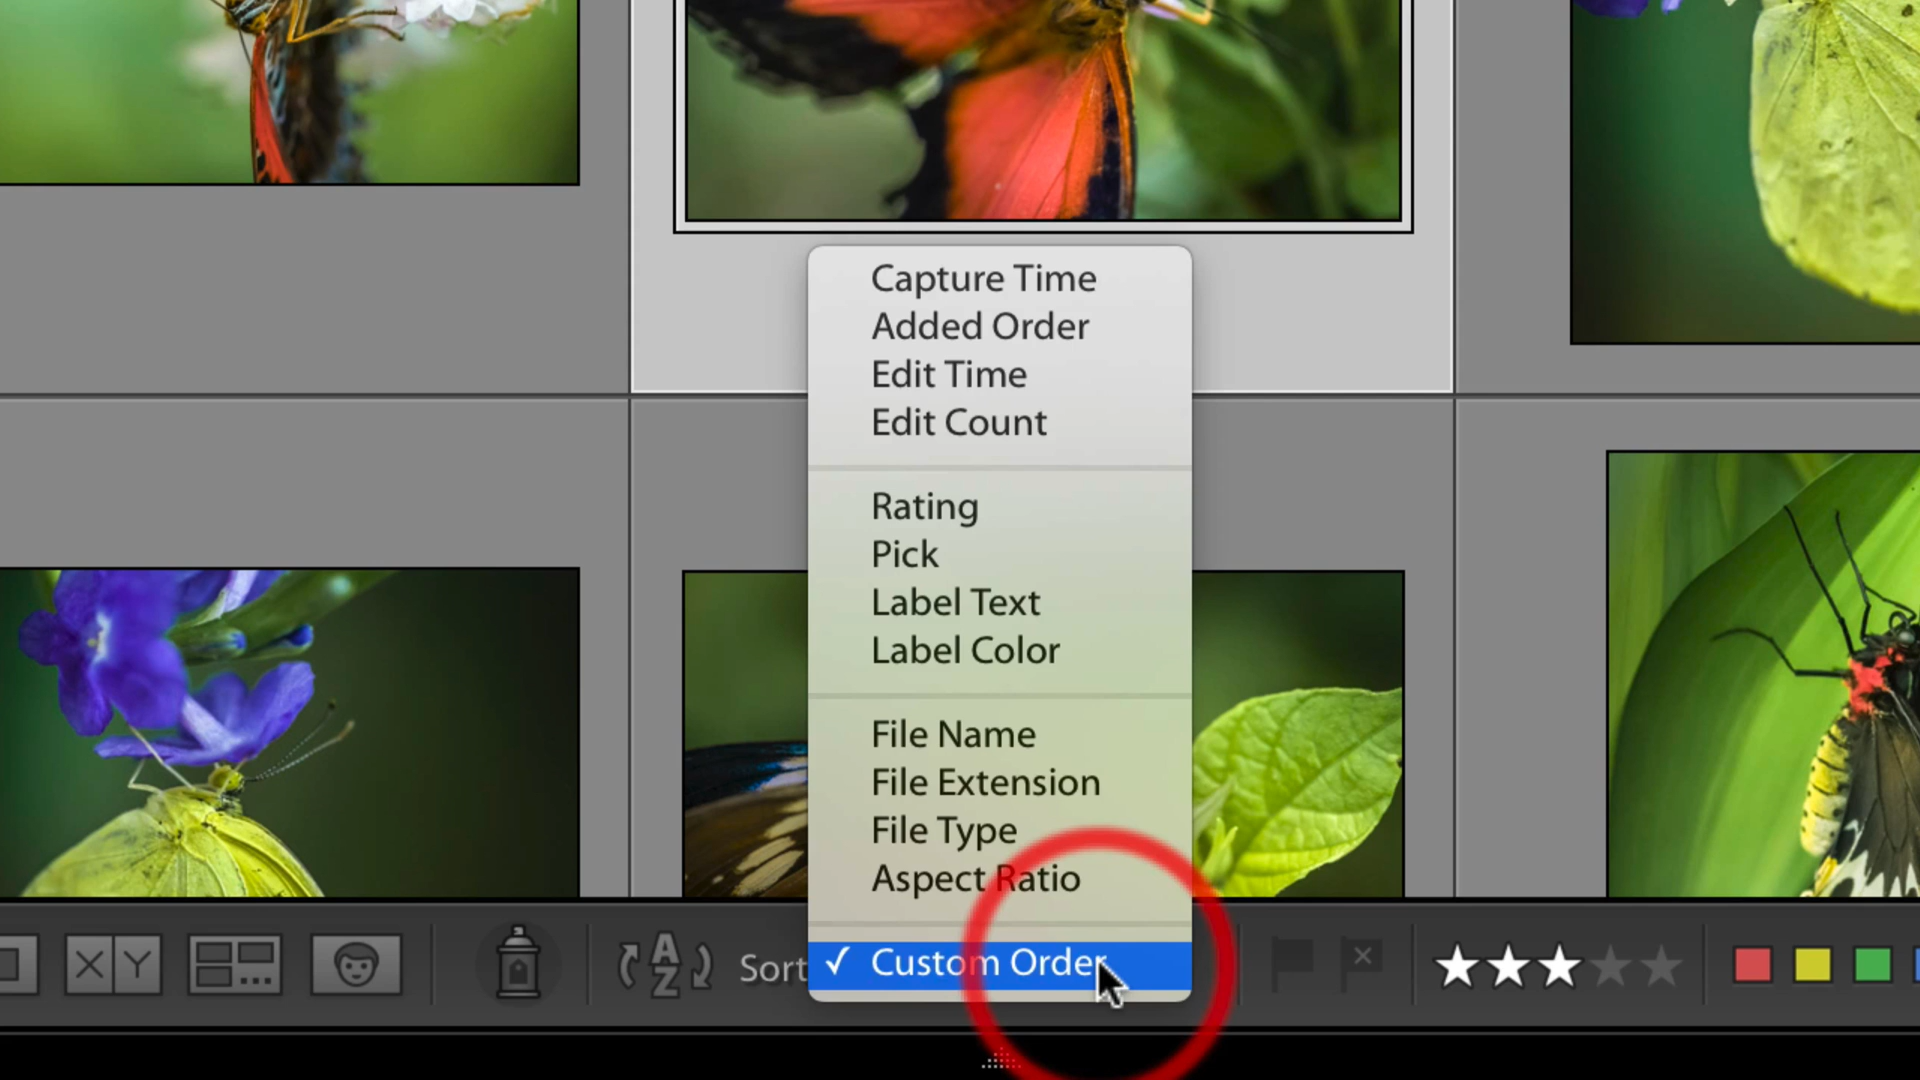 Capture Time
Added Order
Edit Time
Edit Count
Rating
Pick
Label Text
Label Color
File Name
File Extension
File Type
Aspect Ratio
X Y
A
Z
Sort
✓ Custom Order